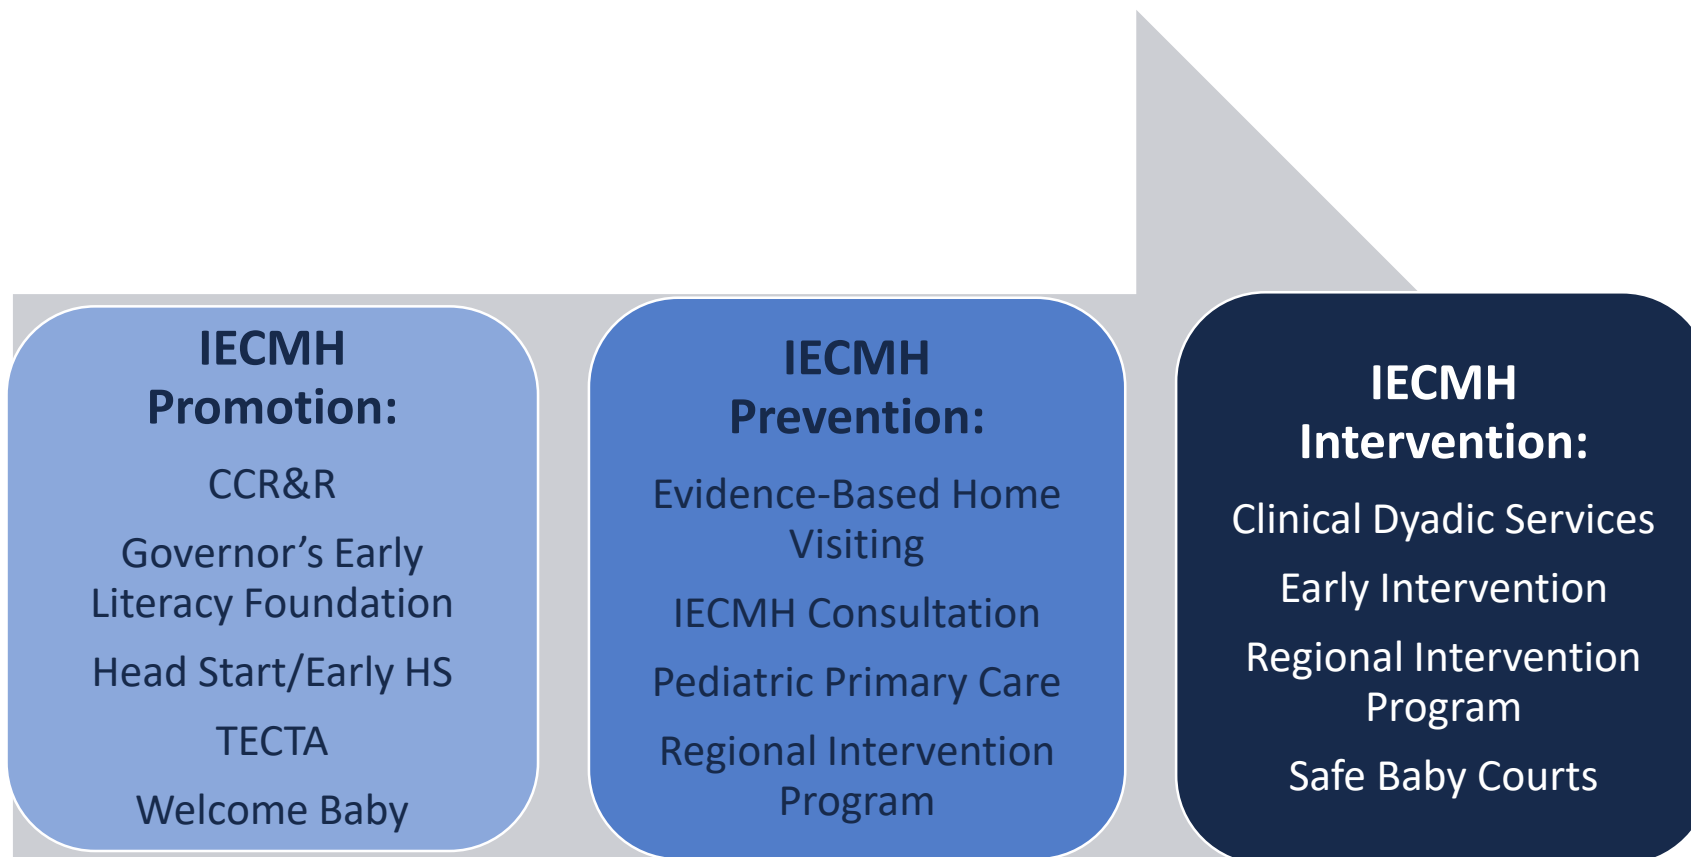 IECMH
Promotion:
CCR&R
Governor’s Early
Literacy Foundation
Head Start/Early HS
TECTA
Welcome Baby
IECMH
Prevention:
Evidence-Based Home
Visiting
IECMH Consultation
Pediatric Primary Care
Regional Intervention
Program
IECMH
Intervention:
Clinical Dyadic Services
Early Intervention
Regional Intervention
Program
Safe Baby Courts